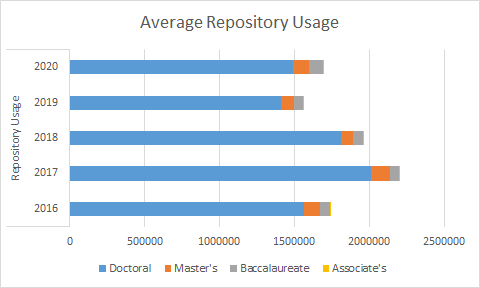 Average Repository Usage
Repository Usage
2020
2019
2018
2017
2016
0 500000 1000000 1500000 2000000 2500000
Doctoral Master's Baccalaureate Associate's